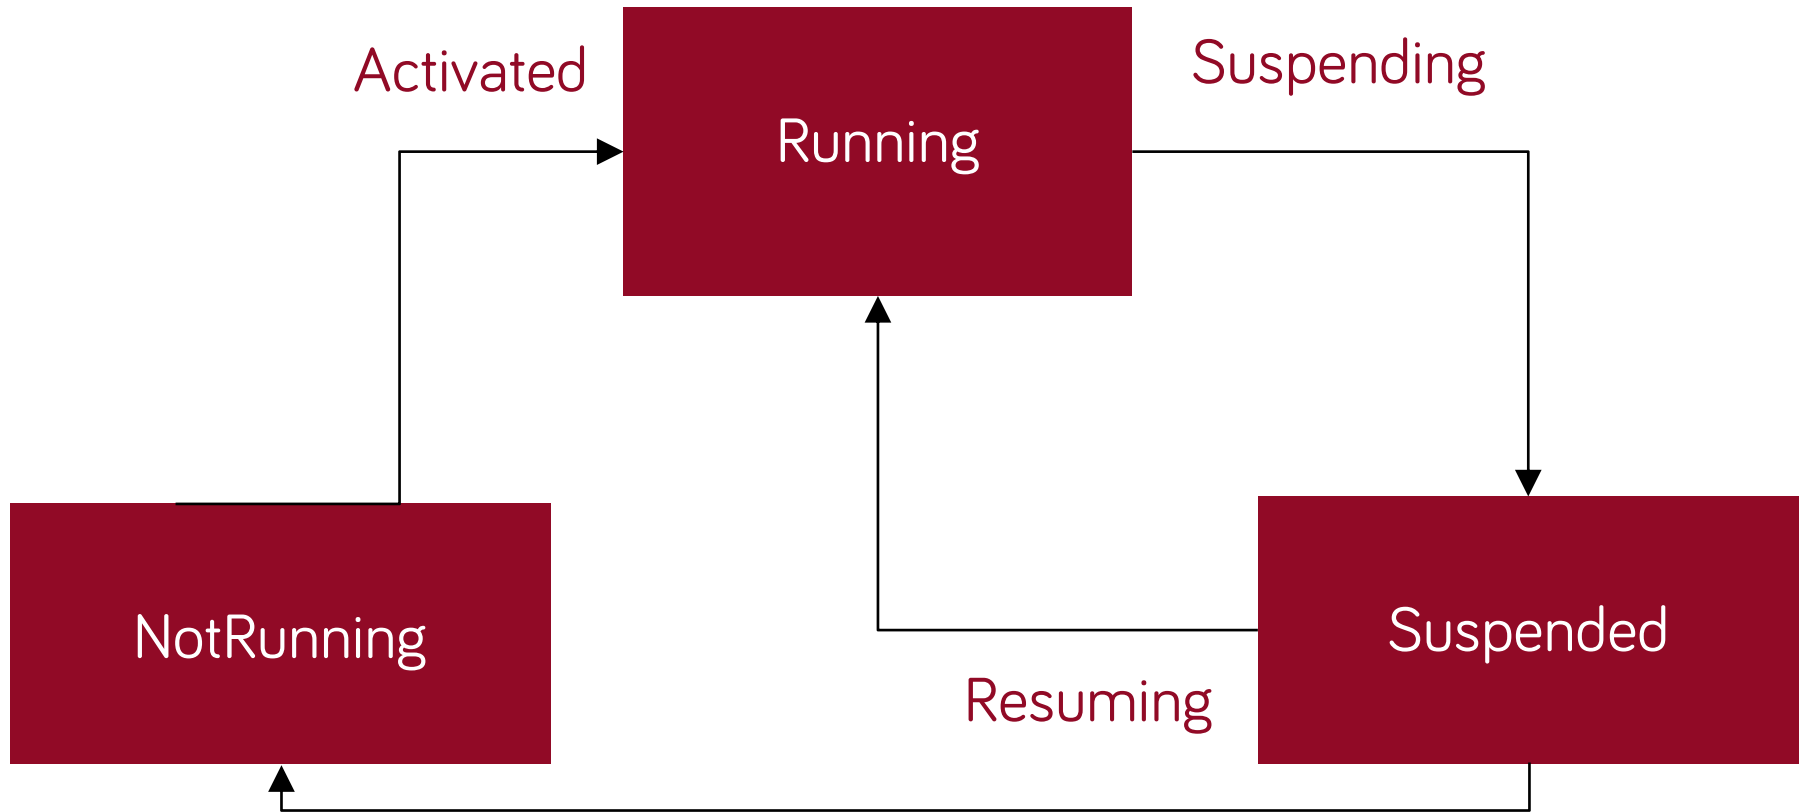 Activated
Suspending
Running
NotRunning
Suspended
Resuming